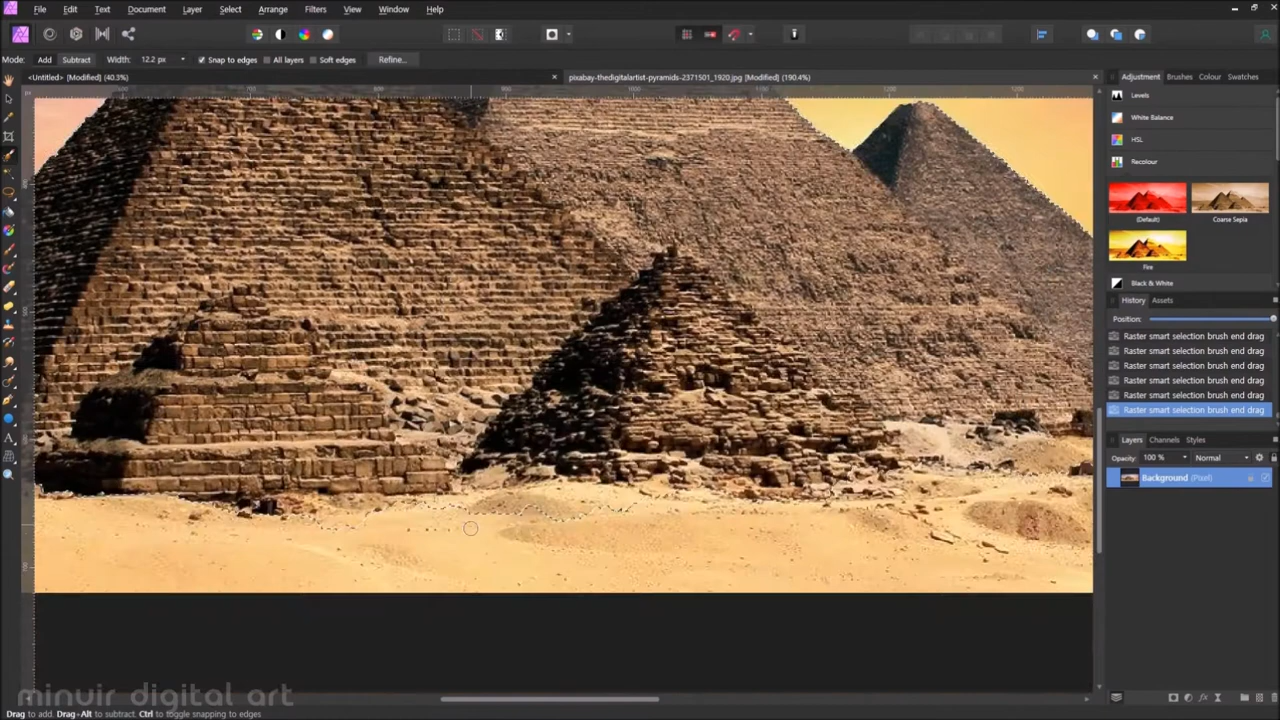 File Edit Text Document Layer Select Arrange Filters View Window Help
Mode: Add Subtract Width: 12.2 px Snap to edges All layers Soft edges Refine...
<Untitled> [Modified] (40.3%)
pixabay-thedigitalartist-pyramids-2371501_1920.jpg [Modified] (190.4%)
Adjustment Brushes Colour Swatches
Levels
White Balance
HSL
Recolour
(Default) Coarse Sepia
Fire
Black & White
History Assets
Position:
Raster smart selection brush end drag
Raster smart selection brush end drag
Raster smart selection brush end drag
Raster smart selection brush end drag
Raster smart selection brush end drag
Raster smart selection brush end drag
Layers Channels Styles
Opacity: 100 % Normal
Background (Pixel)
minuir digital art
Drag to add. Drag+Alt to subtract. Ctrl to toggle snapping to edges